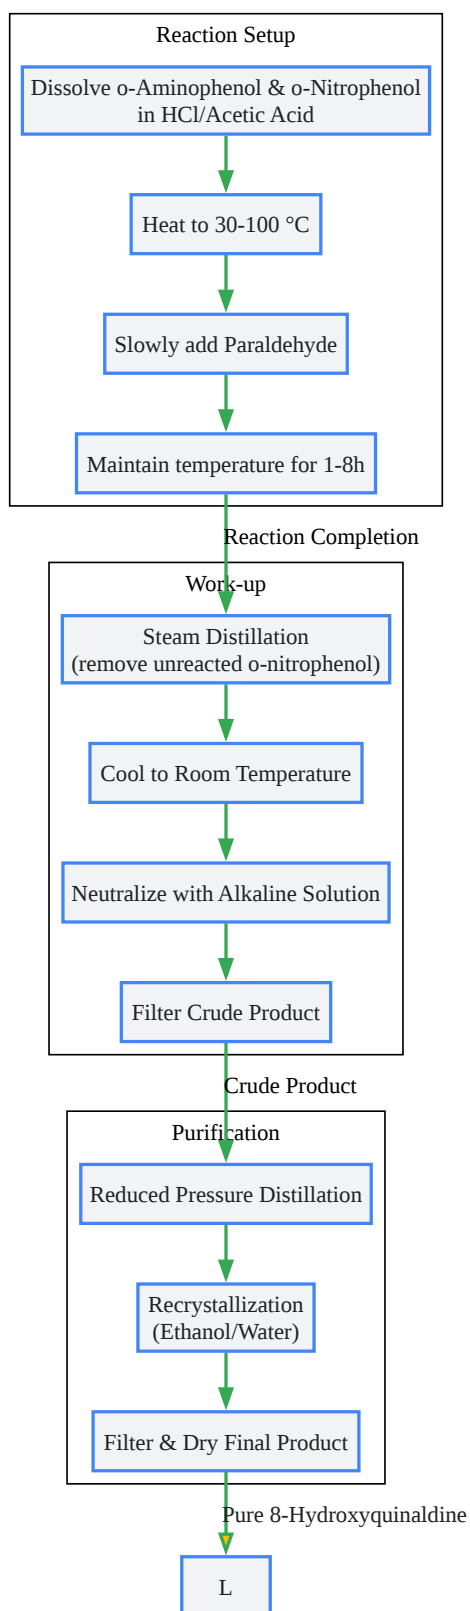 Reaction Setup
Dissolve o-Aminophenol & o-Nitrophenol
in HCl/Acetic Acid
Heat to 30-100 °C
Slowly add Paraldehyde
Maintain temperature for 1-8h
Reaction Completion
Work-up
Steam Distillation
(remove unreacted o-nitrophenol)
Cool to Room Temperature
Neutralize with Alkaline Solution
Filter Crude Product
Crude Product
Purification
Reduced Pressure Distillation
Recrystallization
(Ethanol/Water)
Filter & Dry Final Product
Pure 8-Hydroxyquinaldine
L